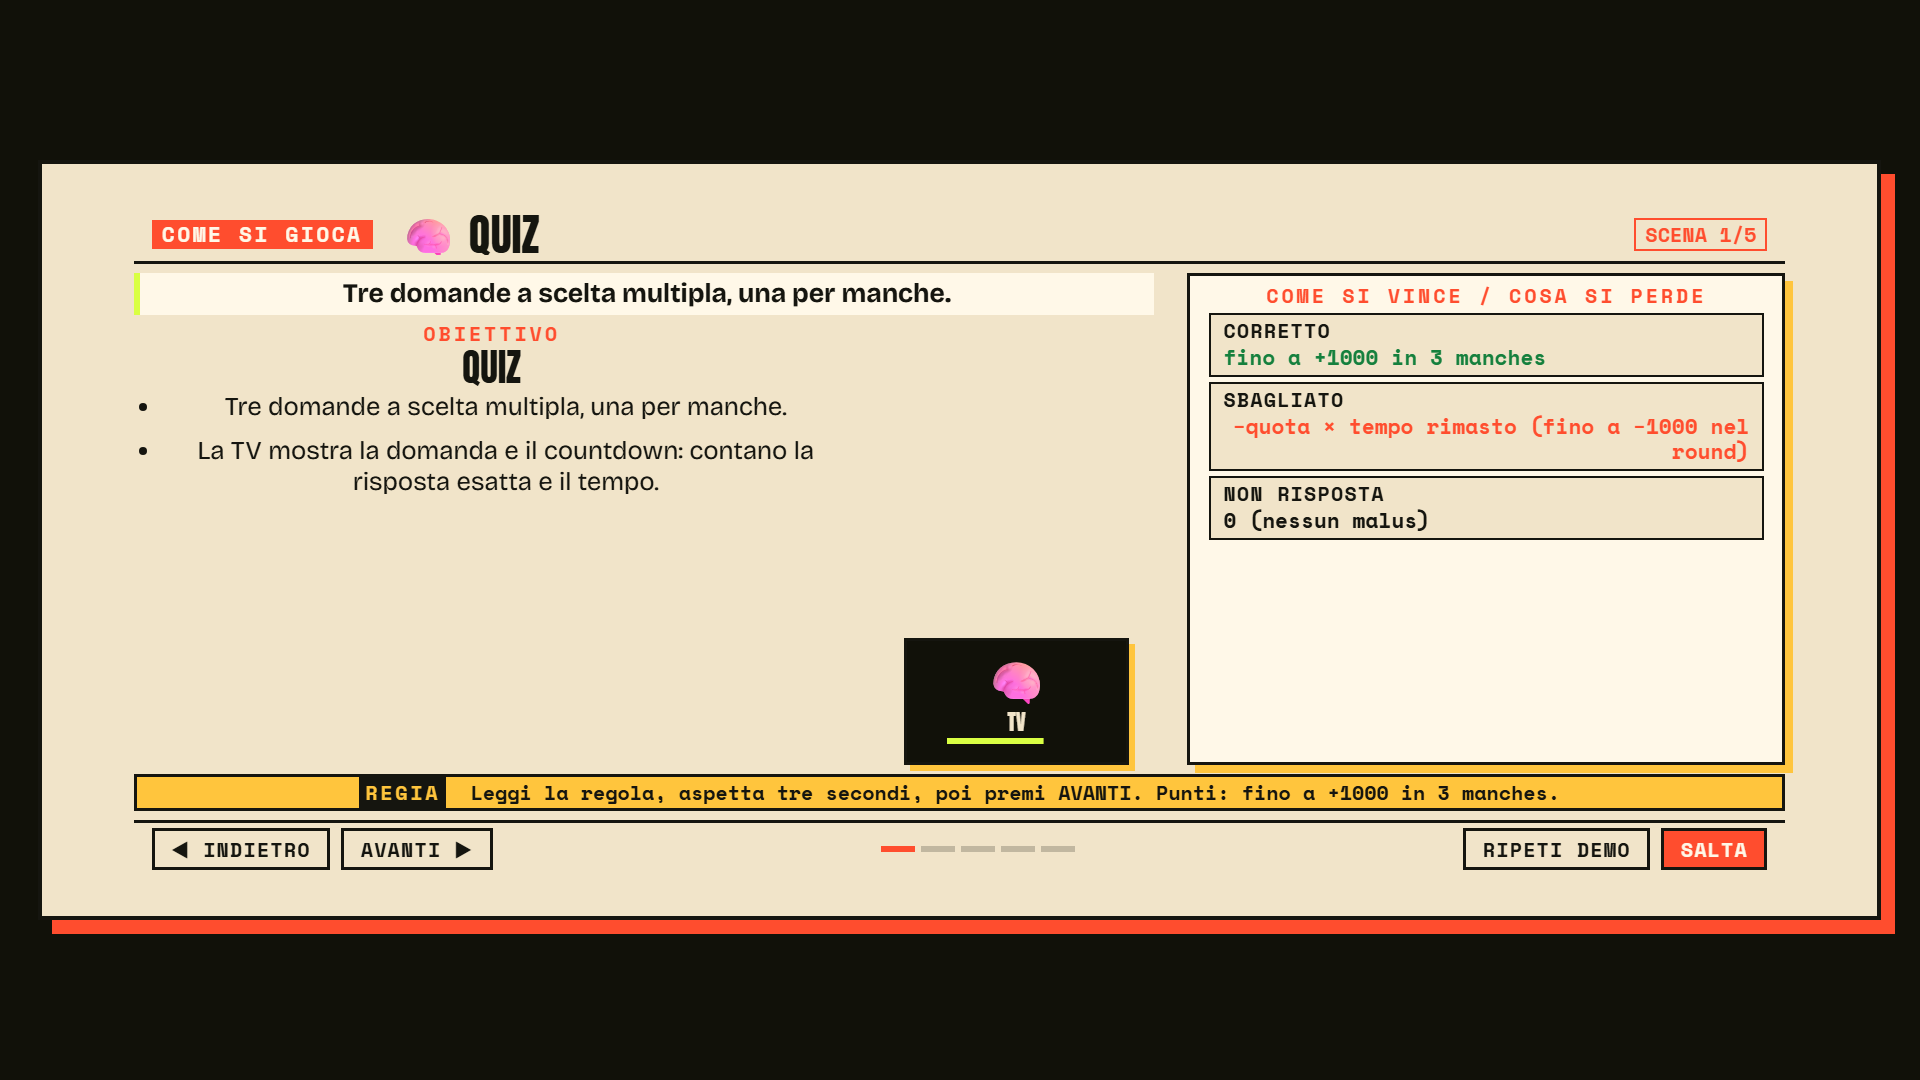 COME SI GIOCA
QUIZ
SCENA 1/5
Tre domande a scelta multipla, una per manche.
OBIETTIVO
QUIZ
• Tre domande a scelta multipla, una per manche.
• La TV mostra la domanda e il countdown: contano la
risposta esatta e il tempo.
TV
COME SI VINCE / COSA SI PERDE
CORRETTO
fino a +1000 in 3 manches
SBAGLIATO
−quota × tempo rimasto (fino a −1000 nel
round)
NON RISPOSTA
0 (nessun malus)
REGIA Leggi la regola, aspetta tre secondi, poi premi AVANTI. Punti: fino a +1000 in 3 manches.
◀ INDIETRO
AVANTI ▶
RIPETI DEMO
SALTA